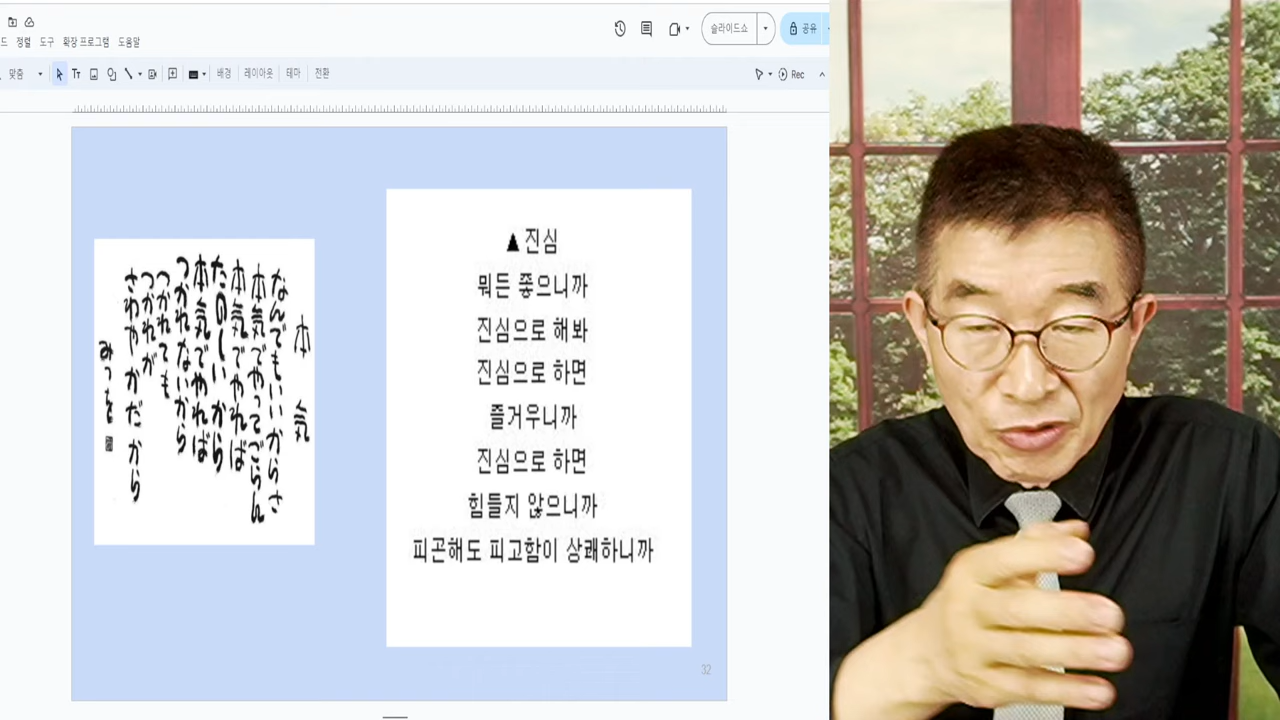 드 정렬 도구 확장 프로그램 도움말
슬라이드쇼
공유
맞춤
Tт
배경 레이아웃 테마 전환
Rec
本気
なんでもいいからさ
本気でやってごらん
本気でやれば
たのしいから
本気でやれば
つかれないから
つかれても
つかれが
さわやかだから
みつを
▲진심
뭐든 좋으니까
진심으로 해봐
진심으로 하면
즐거우니까
진심으로 하면
힘들지 않으니까
피곤해도 피고함이 상쾌하니까
32